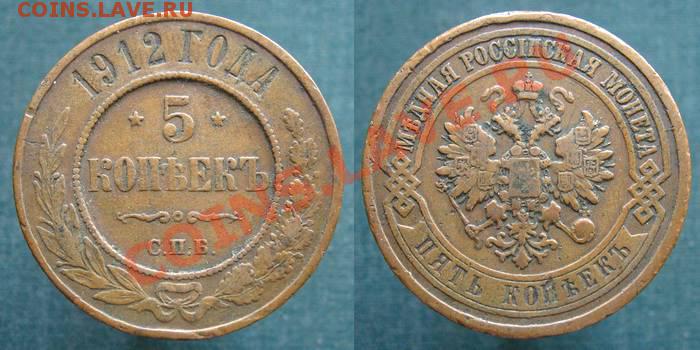 COINS.LAVE.RU
1912 ГОДА
5
КОПѢЕКЪ
С.П.Б.
МѢДНАЯ РОССІЙСКАЯ МОНЕТА
ПЯТЬ КОПѢЕКЪ
COINS.LAVE.RU